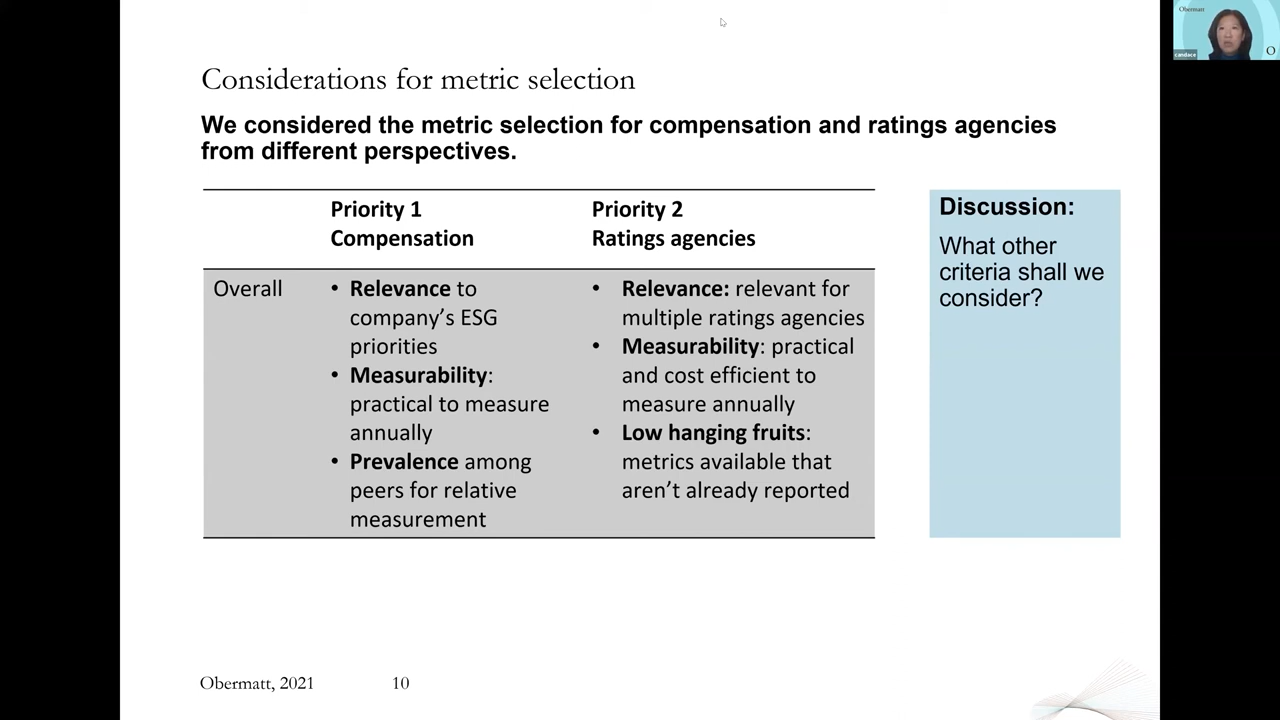 Considerations for metric selection
We considered the metric selection for compensation and ratings agencies
from different perspectives.
Priority 1
Compensation
Priority 2
Ratings agencies
Overall
• Relevance to
company’s ESG
priorities
• Measurability:
practical to measure
annually
• Prevalence among
peers for relative
measurement
• Relevance: relevant for
multiple ratings agencies
• Measurability: practical
and cost efficient to
measure annually
• Low hanging fruits:
metrics available that
aren’t already reported
Discussion:
What other
criteria shall we
consider?
Obermatt, 2021
10
Obermatt
candace
O